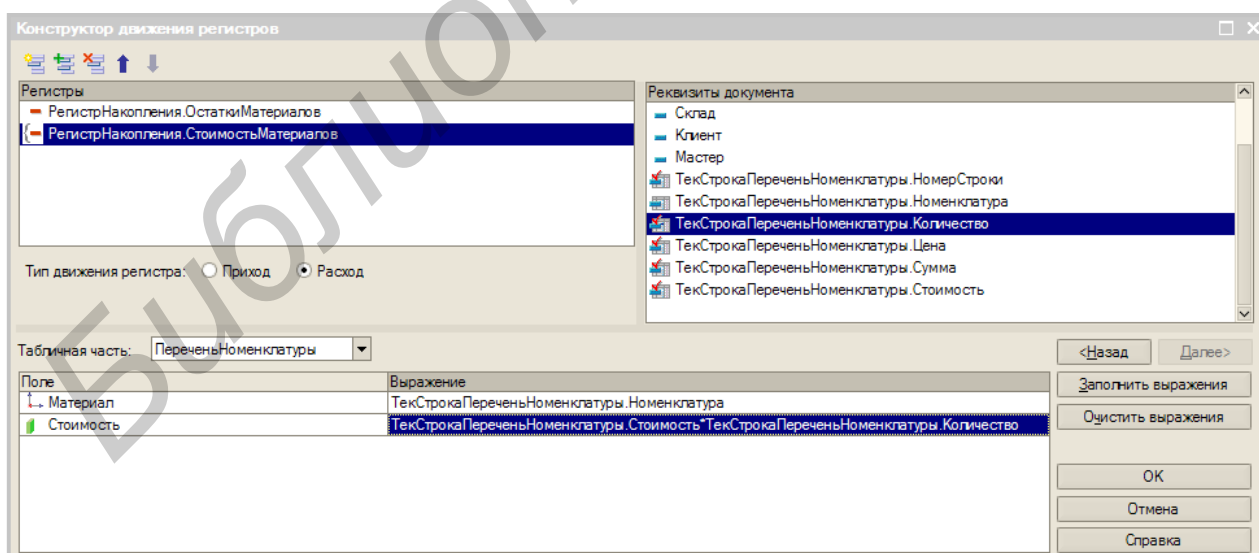 Конструктор движения регистров
Регистры
РегистрНакопления.ОстаткиМатериалов
РегистрНакопления.СтоимостьМатериалов
Тип движения регистра: Приход Расход
Реквизиты документа
Склад
Клиент
Мастер
ТекСтрокаПереченьНоменклатуры.НомерСтроки
ТекСтрокаПереченьНоменклатуры.Номенклатура
ТекСтрокаПереченьНоменклатуры.Количество
ТекСтрокаПереченьНоменклатуры.Цена
ТекСтрокаПереченьНоменклатуры.Сумма
ТекСтрокаПереченьНоменклатуры.Стоимость
Табличная часть: ПереченьНоменклатуры
<Назад Далее>
Поле Выражение
Материал ТекСтрокаПереченьНоменклатуры.Номенклатура
Стоимость ТекСтрокаПереченьНоменклатуры.Стоимость*ТекСтрокаПереченьНоменклатуры.Количество
Заполнить выражения
Очистить выражения
ОК
Отмена
Справка
Библио